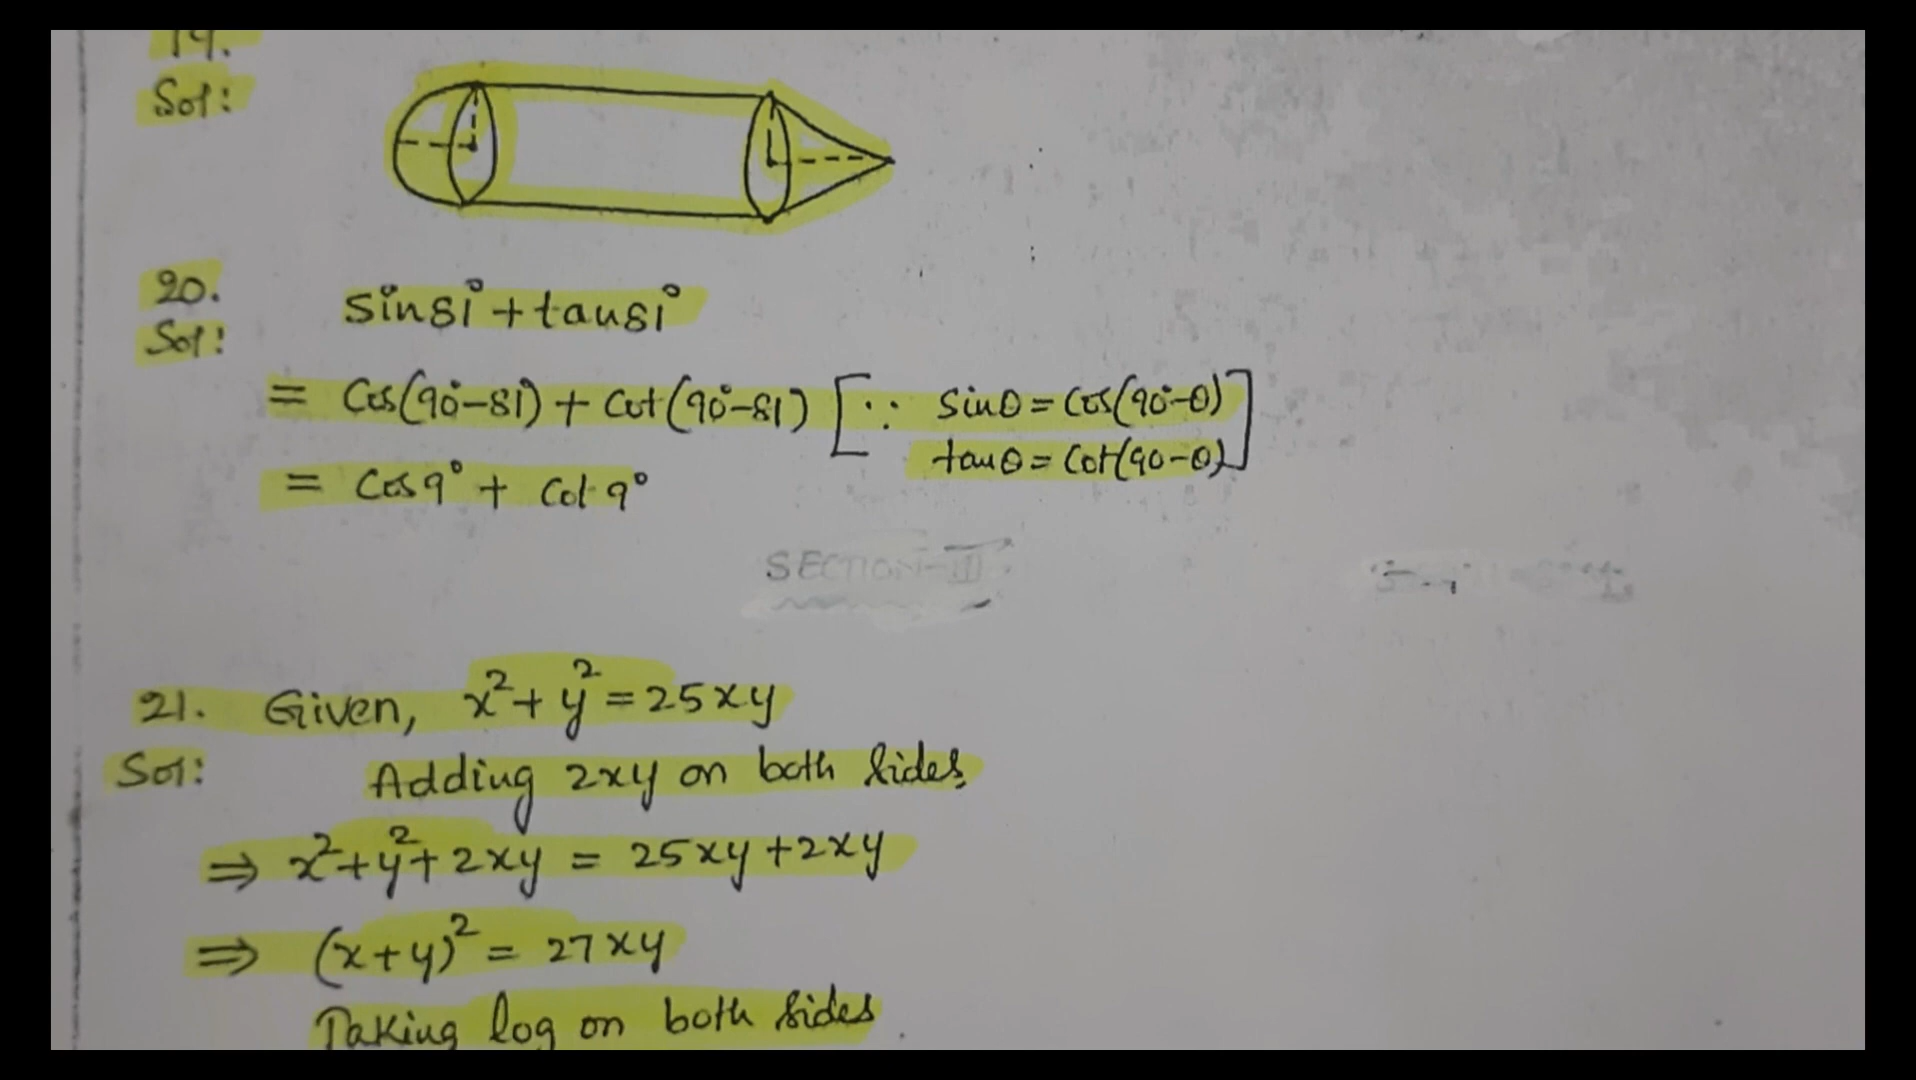 19.
Sol:
20. sin81° + tan81°
Sol:
= Cos(90°-81) + Cot(90°-81) [∵ sinθ = Cos(90°-θ)
tanθ = Cot(90-θ)]
= Cos9° + Cot 9°
SECTION-III
21. Given, x² + y² = 25xy
Sol: Adding 2xy on both sides,
⇒ x² + y² + 2xy = 25xy + 2xy
⇒ (x+y)² = 27xy
Taking log on both sides.